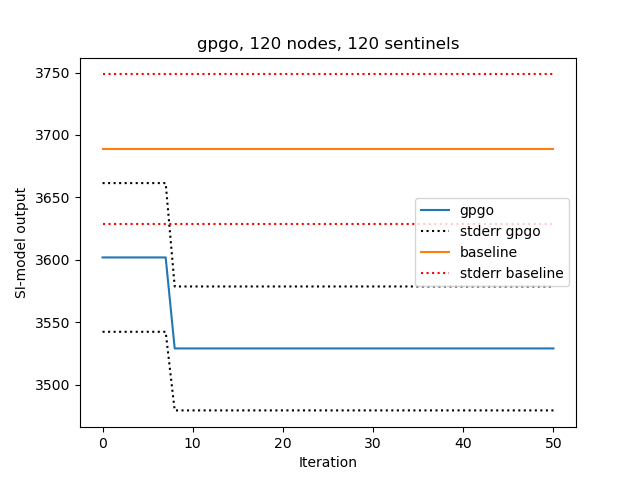 gpgo, 120 nodes, 120 sentinels
3750
3700
3650
3600
3550
3500
SI-model output
gpgo
stderr gpgo
baseline
stderr baseline
0 10 20 30 40 50
Iteration